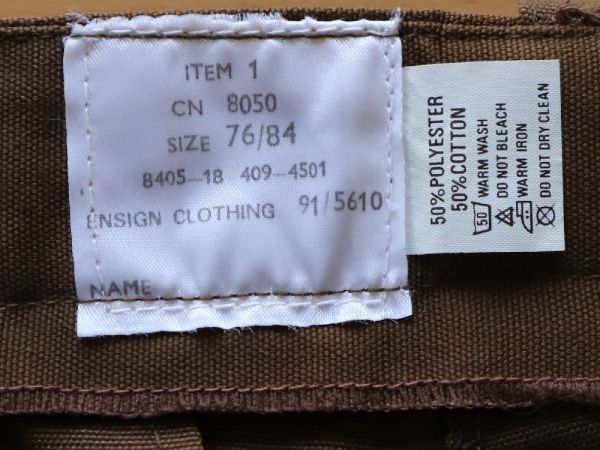 ITEM 1
CN 8050
SIZE 76/84
8405-18 409-4501
ENSIGN CLOTHING 91/5610
NAME
50% POLYESTER
50% COTTON
50 WARM WASH
DO NOT BLEACH
WARM IRON
DO NOT DRY CLEAN